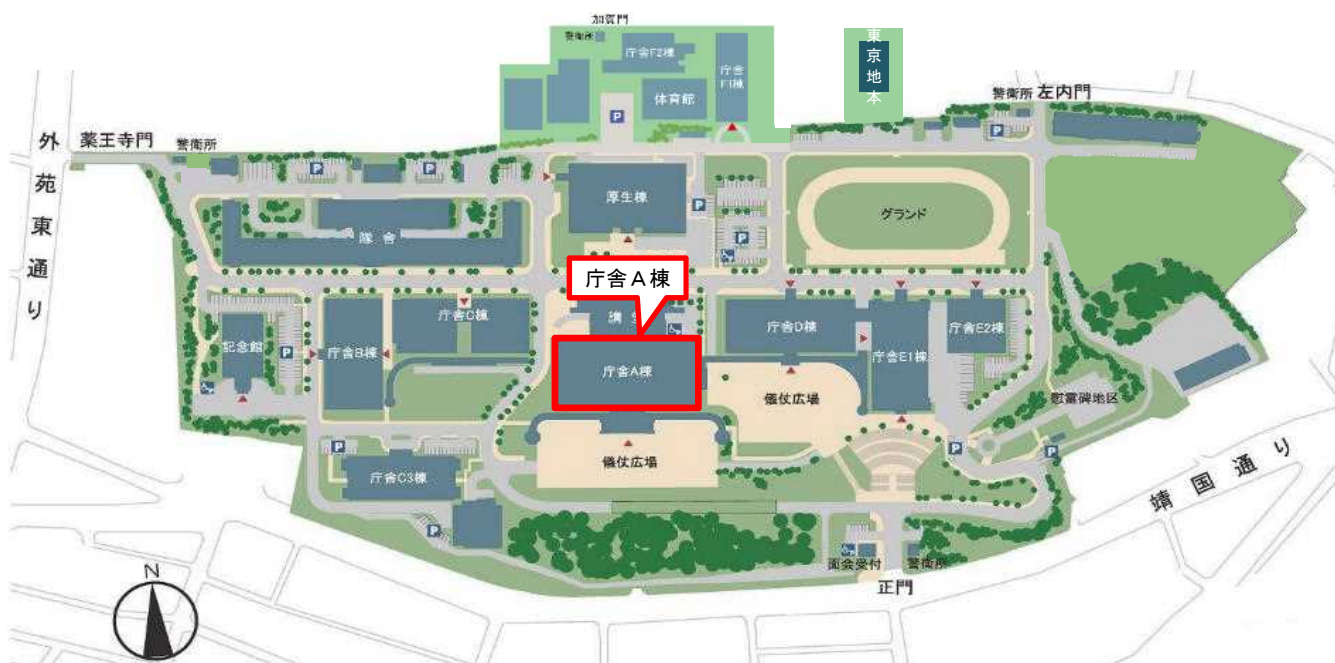 加賀門
警衛所
庁舎F2棟
庁舎
F1棟
体育館
東京地本
警衛所
左内門
外苑東通り
薬王寺門
警衛所
P
P
P
P
厚生棟
P
P
グランド
隊舎
庁舎A棟
講堂
庁舎C棟
庁舎B棟
記念館
P
庁舎A棟
庁舎D棟
庁舎E1棟
庁舎E2棟
儀仗広場
慰霊碑地区
儀仗広場
P
庁舎C3棟
P
P
P
靖国通り
面会受付
警衛所
正門
N